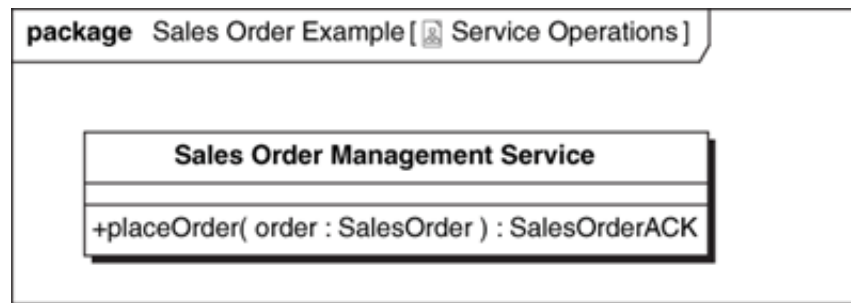 package Sales Order Example [ Service Operations ]
Sales Order Management Service
+placeOrder( order : SalesOrder ) : SalesOrderACK